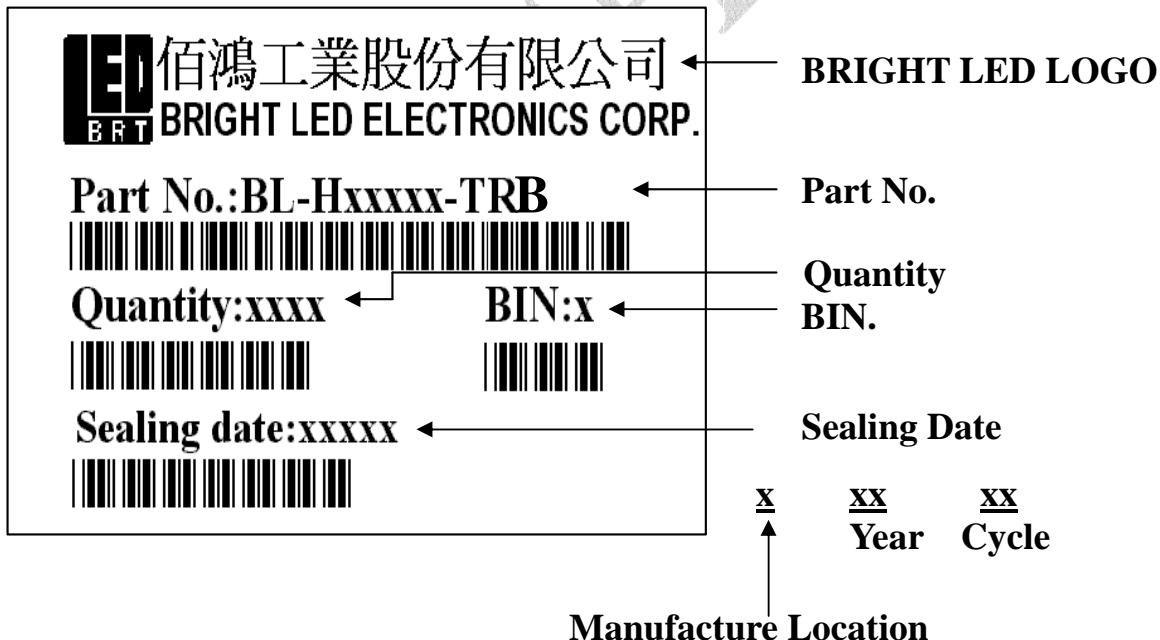 LED 佰鴻工業股份有限公司 BRIGHT LED LOGO
BRT BRIGHT LED ELECTRONICS CORP.
Part No.:BL-Hxxxxx-TRB Part No.
Quantity
Quantity:xxxx BIN:x BIN.
Sealing date:xxxxx Sealing Date
x xx xx
Year Cycle
Manufacture Location